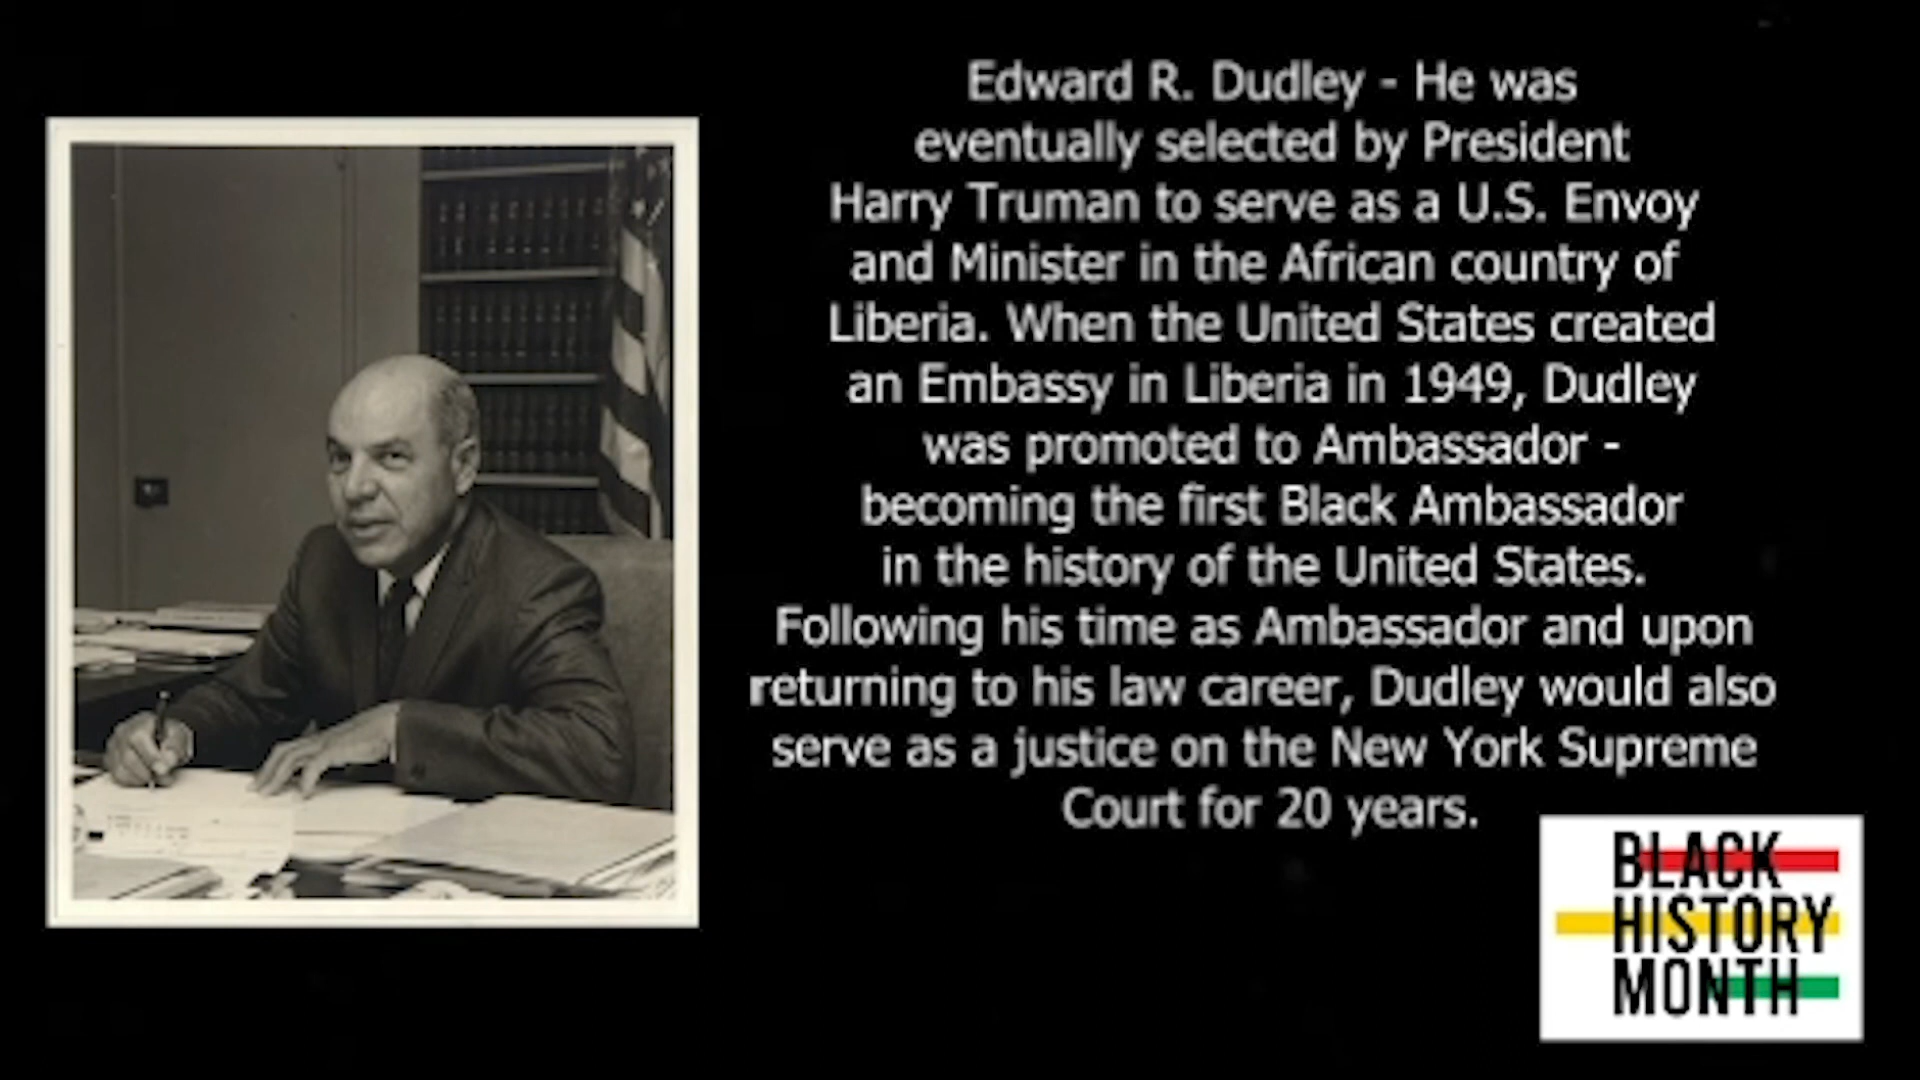 Edward R. Dudley - He was
eventually selected by President
Harry Truman to serve as a U.S. Envoy
and Minister in the African country of
Liberia. When the United States created
an Embassy in Liberia in 1949, Dudley
was promoted to Ambassador -
becoming the first Black Ambassador
in the history of the United States.
Following his time as Ambassador and upon
returning to his law career, Dudley would also
serve as a justice on the New York Supreme
Court for 20 years.
BLACK
HISTORY
MONTH